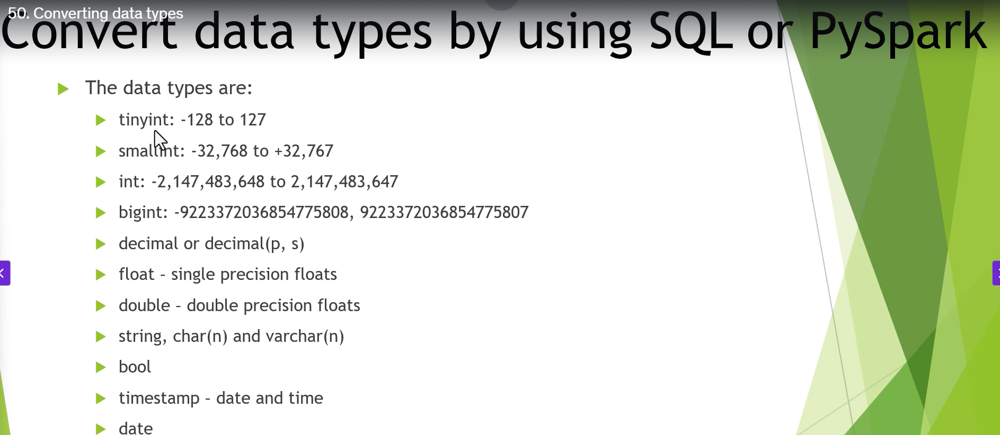 50. Converting data types
Convert data types by using SQL or PySpark
The data types are:
tinyint: -128 to 127
smallint: -32,768 to +32,767
int: -2,147,483,648 to 2,147,483,647
bigint: -9223372036854775808, 9223372036854775807
decimal or decimal(p, s)
float – single precision floats
double – double precision floats
string, char(n) and varchar(n)
bool
timestamp – date and time
date